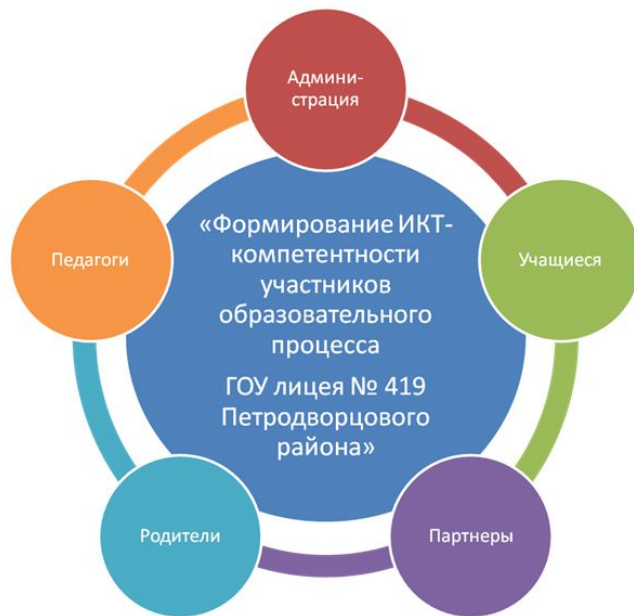 Админи-
страция
«Формирование ИКТ-
компетентности
участников
образовательного
процесса
ГОУ лицея № 419
Петродворцового
района»
Педагоги
Учащиеся
Родители
Партнеры